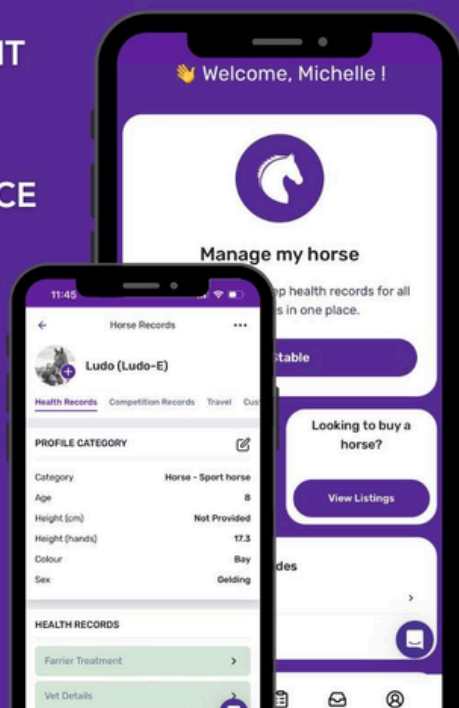 IT
CE
👋 Welcome, Michelle !
Manage my horse
ep health records for all
s in one place.
Stable
Looking to buy a
horse?
View Listings
des
11:45
Horse Records
Ludo (Ludo-E)
Health Records Competition Records Travel Cus
PROFILE CATEGORY
Category Horse - Sport horse
Age 8
Height (cm) Not Provided
Height (hands) 17.3
Colour Bay
Sex Gelding
HEALTH RECORDS
Farrier Treatment
Vet Details